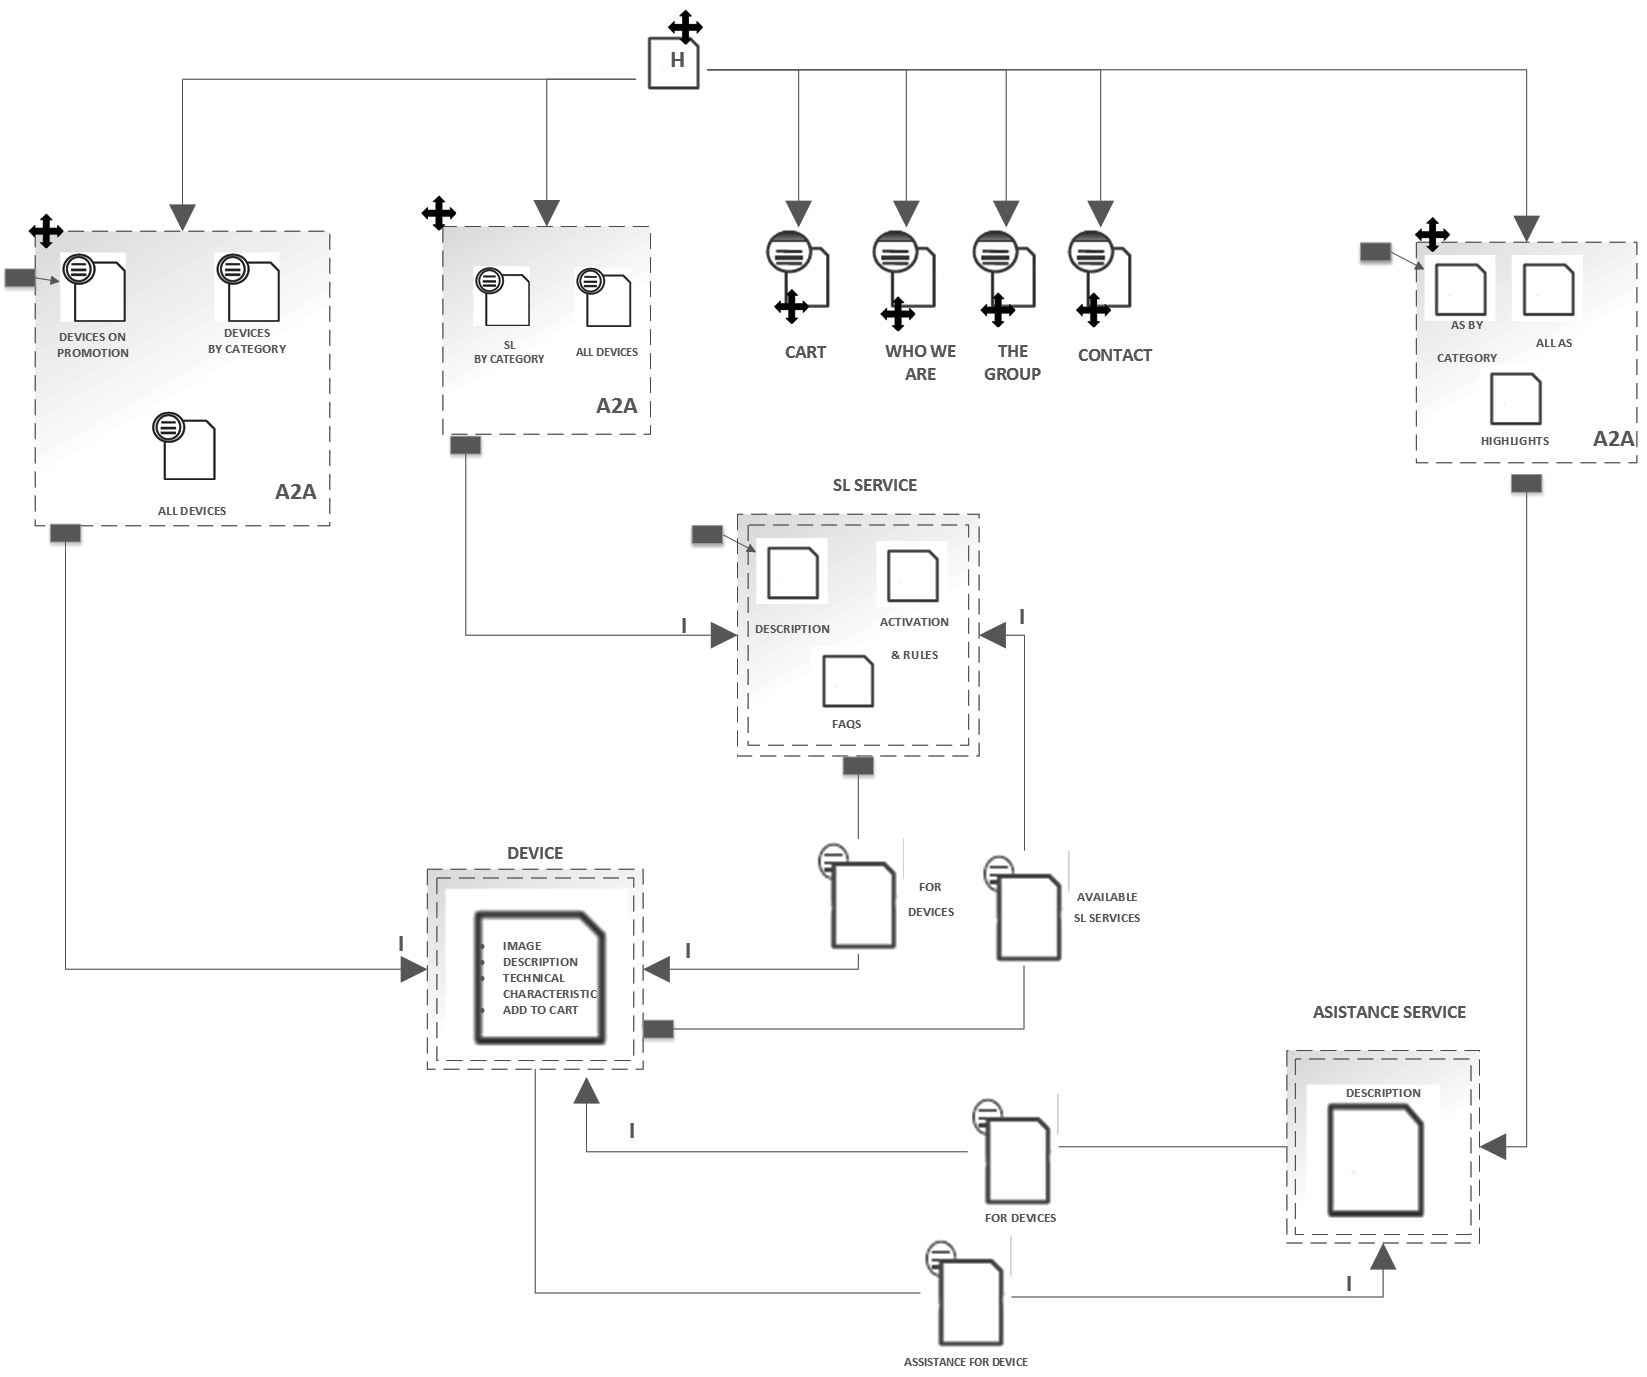 H
DEVICES ON
PROMOTION
DEVICES
BY CATEGORY
ALL DEVICES
A2A
SL
BY CATEGORY
ALL DEVICES
A2A
CART
WHO WE
ARE
THE
GROUP
CONTACT
AS BY
CATEGORY
ALL AS
HIGHLIGHTS
A2A
SL SERVICE
I
DESCRIPTION
ACTIVATION
& RULES
FAQS
I
DEVICE
I
IMAGE
DESCRIPTION
TECHNICAL
CHARACTERISTIC
ADD TO CART
I
FOR
DEVICES
AVAILABLE
SL SERVICES
ASISTANCE SERVICE
DESCRIPTION
I
FOR DEVICES
I
ASSISTANCE FOR DEVICE